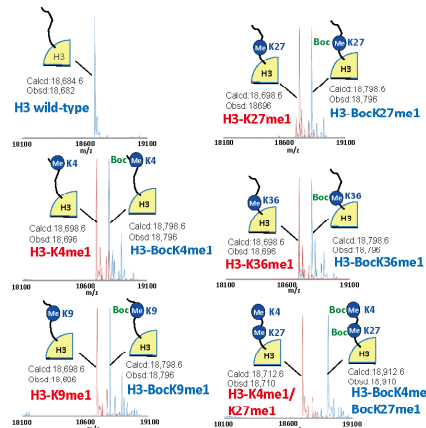 H3
Calcd:18,684.6
Obsd:18,682
H3 wild-type
18100
18600
19100
m/z
Me K27
H3
Calcd:18,698.6
Obsd:18696
H3-K27me1
Boc
Me K27
H3
Calcd:18,798.6
Obsd:18,796
H3-BocK27me1
18100
18600
19100
m/z
Me K4
H3
Calcd:18,698.6
Obsd:18,696
H3-K4me1
Boc
Me K4
H3
Calcd:18,798.6
Obsd:18,796
H3-BocK4me1
18100
18600
19100
m/z
Me K36
H3
Calcd:18,698.6
Obsd:18,696
H3-K36me1
Boc
Me K36
H3
Calcd:18,798.6
Obsd:18,796
H3-BocK36me1
18100
18600
19100
m/z
Me K9
H3
Calcd:18,698.6
Obsd:18,606
H3-K9me1
Boc
Me K9
H3
Calcd:18,798.6
Obsd:18,796
H3-BocK9me1
18100
18600
19100
m/z
Me K4
Me K27
H3
Calcd:18,712.6
Obsd:18,710
H3-K4me1/
K27me1
Boc
Me K4
Boc
Me K27
H3
Calcd:18,912.6
Obsd:18,910
H3-BocK4me
BocK27me1
18100
18600
19100
m/z